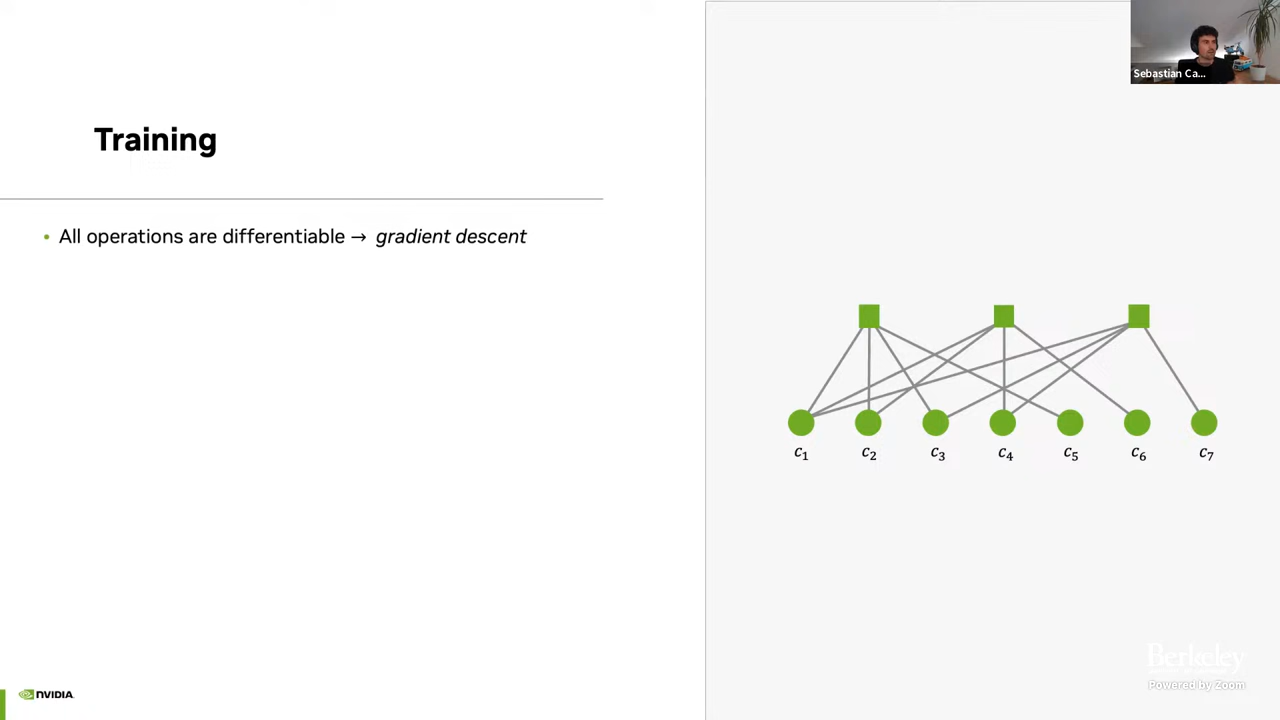 Sebastian Ca...
Training
• All operations are differentiable → gradient descent
c1 c2 c3 c4 c5 c6 c7
NVIDIA.
Berkeley
Powered by Zoom